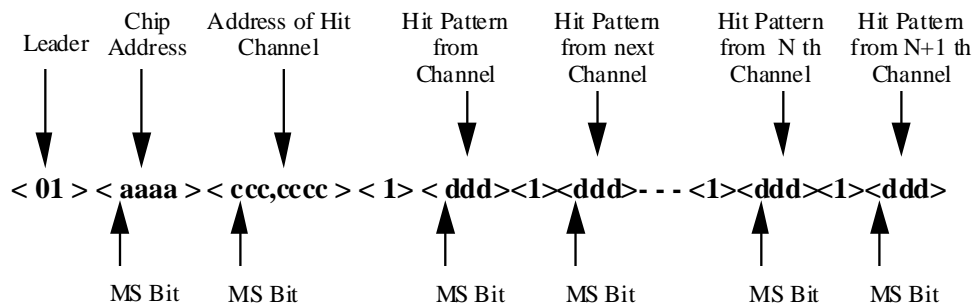 Leader
Chip
Address
Address of Hit
Channel
Hit Pattern
from
Channel
Hit Pattern
from next
Channel
Hit Pattern
from N th
Channel
Hit Pattern
from N+1 th
Channel
< 01 > < aaaa > < ccc,cccc > < 1> < ddd> <1> <ddd> - - - <1> <ddd> <1> <ddd>
MS Bit MS Bit MS Bit MS Bit MS Bit MS Bit